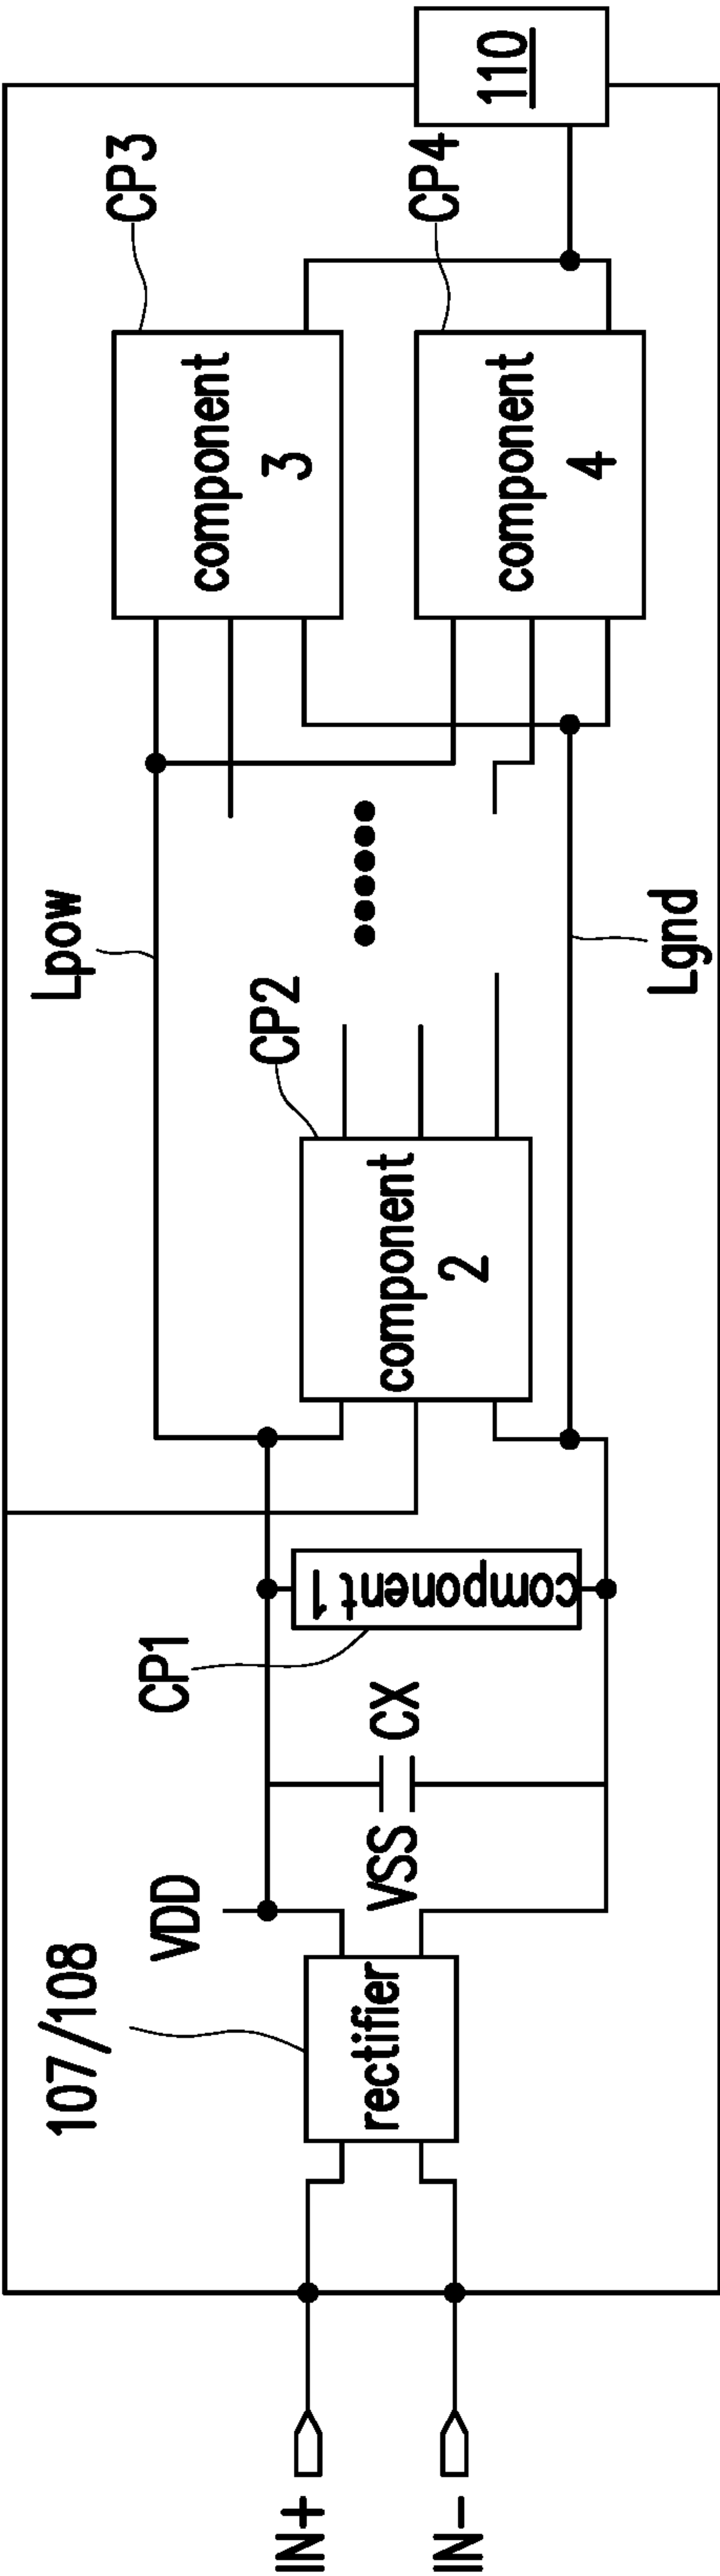 IN+
IN-
107/108
rectifier
VDD
VSS
CX
CP1
component 1
component
2
CP2
Lpow
Lgnd
component
3
CP3
component
4
CP4
110